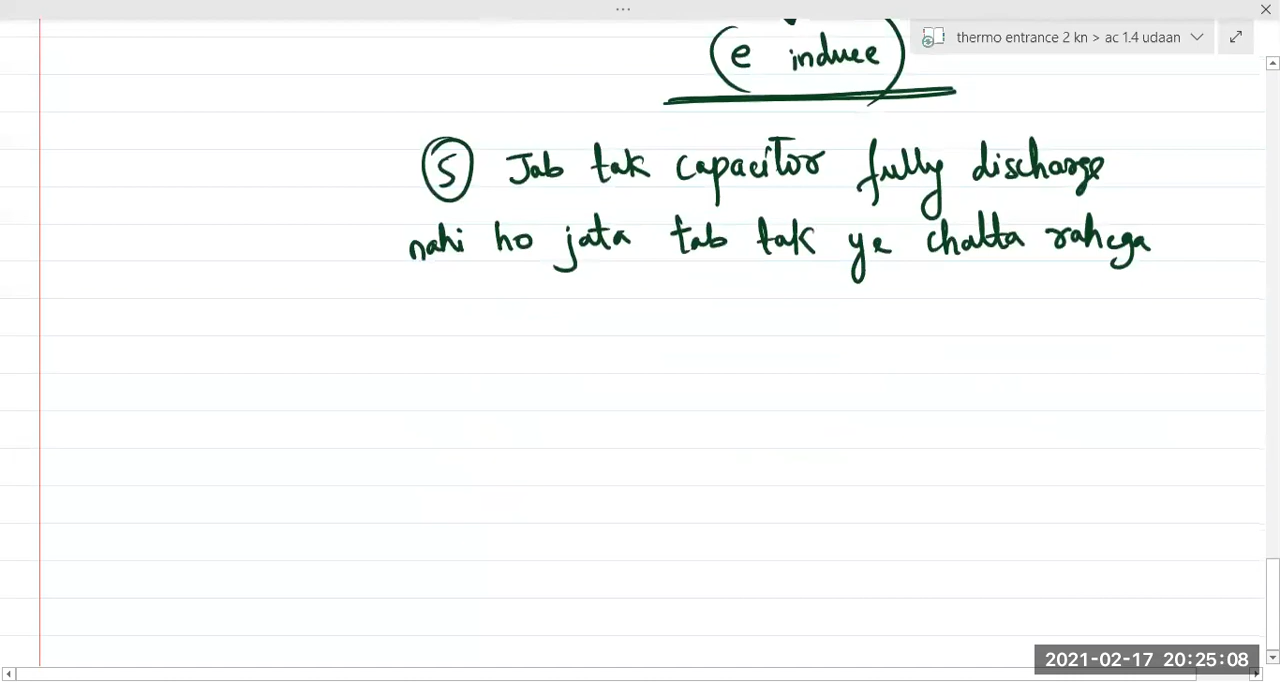 ...
thermo entrance 2 kn > ac 1.4 udaan
(e induce)
5 Jab tak capacitor fully discharge
nahi ho jata tab tak ye chalta rahega
2021-02-17 20:25:08